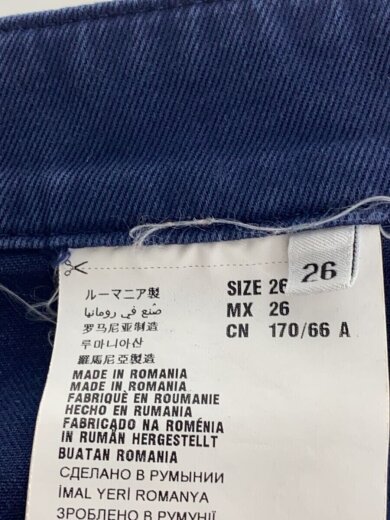 26
SIZE 26
MX 26
CN 170/66 A
ルーマニア製
صنع في رومانيا
罗马尼亚制造
루마니아산
羅馬尼亞製造
MADE IN ROMANIA
MADE IN ROMANIA
FABRIQUÉ EN ROUMANIE
HECHO EN RUMANIA
FABRICADO NA ROMÉNIA
IN RUMÄN HERGESTELLT
BUATAN ROMANIA
СДЕЛАНО В РУМЫНИИ
İMAL YERİ ROMANYA
ЗРОБЛЕНО В РУМУНІЇ